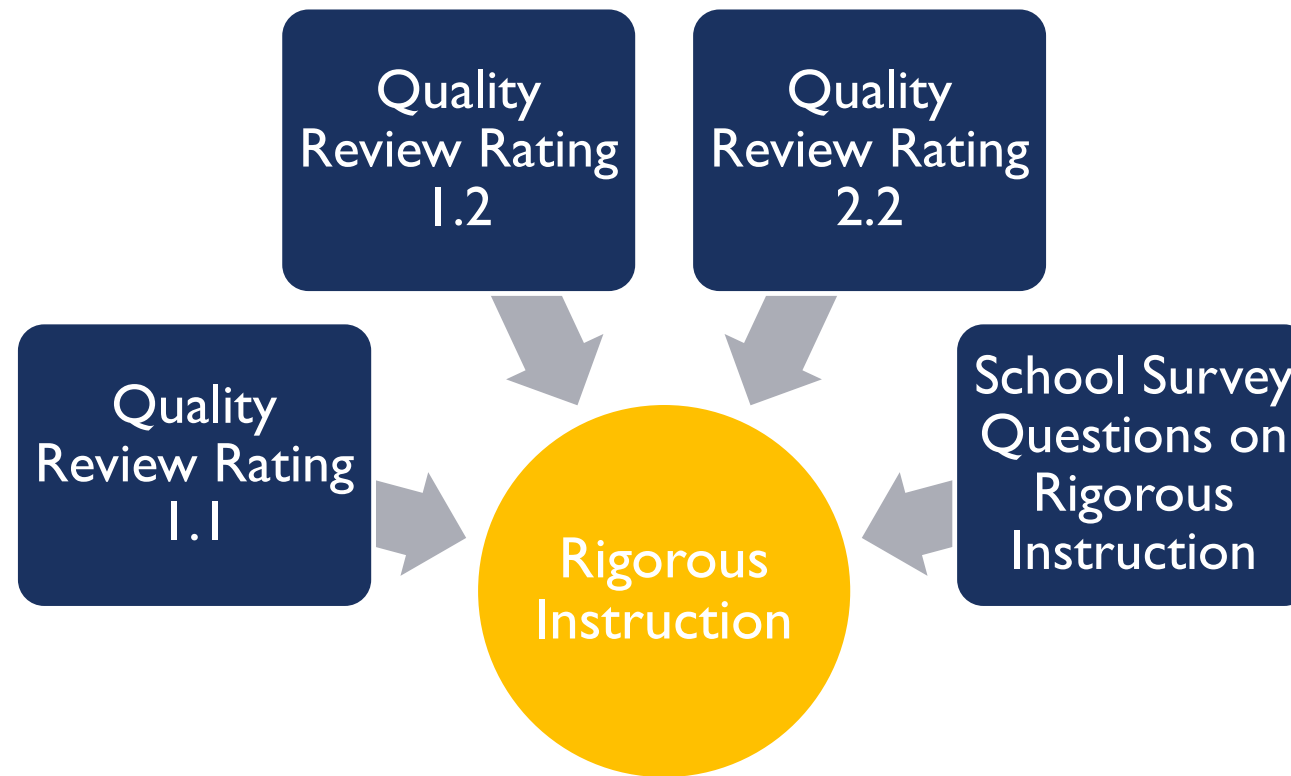 Quality
Review Rating
1.2
Quality
Review Rating
2.2
Quality
Review Rating
1.1
School Survey
Questions on
Rigorous
Instruction
Rigorous
Instruction